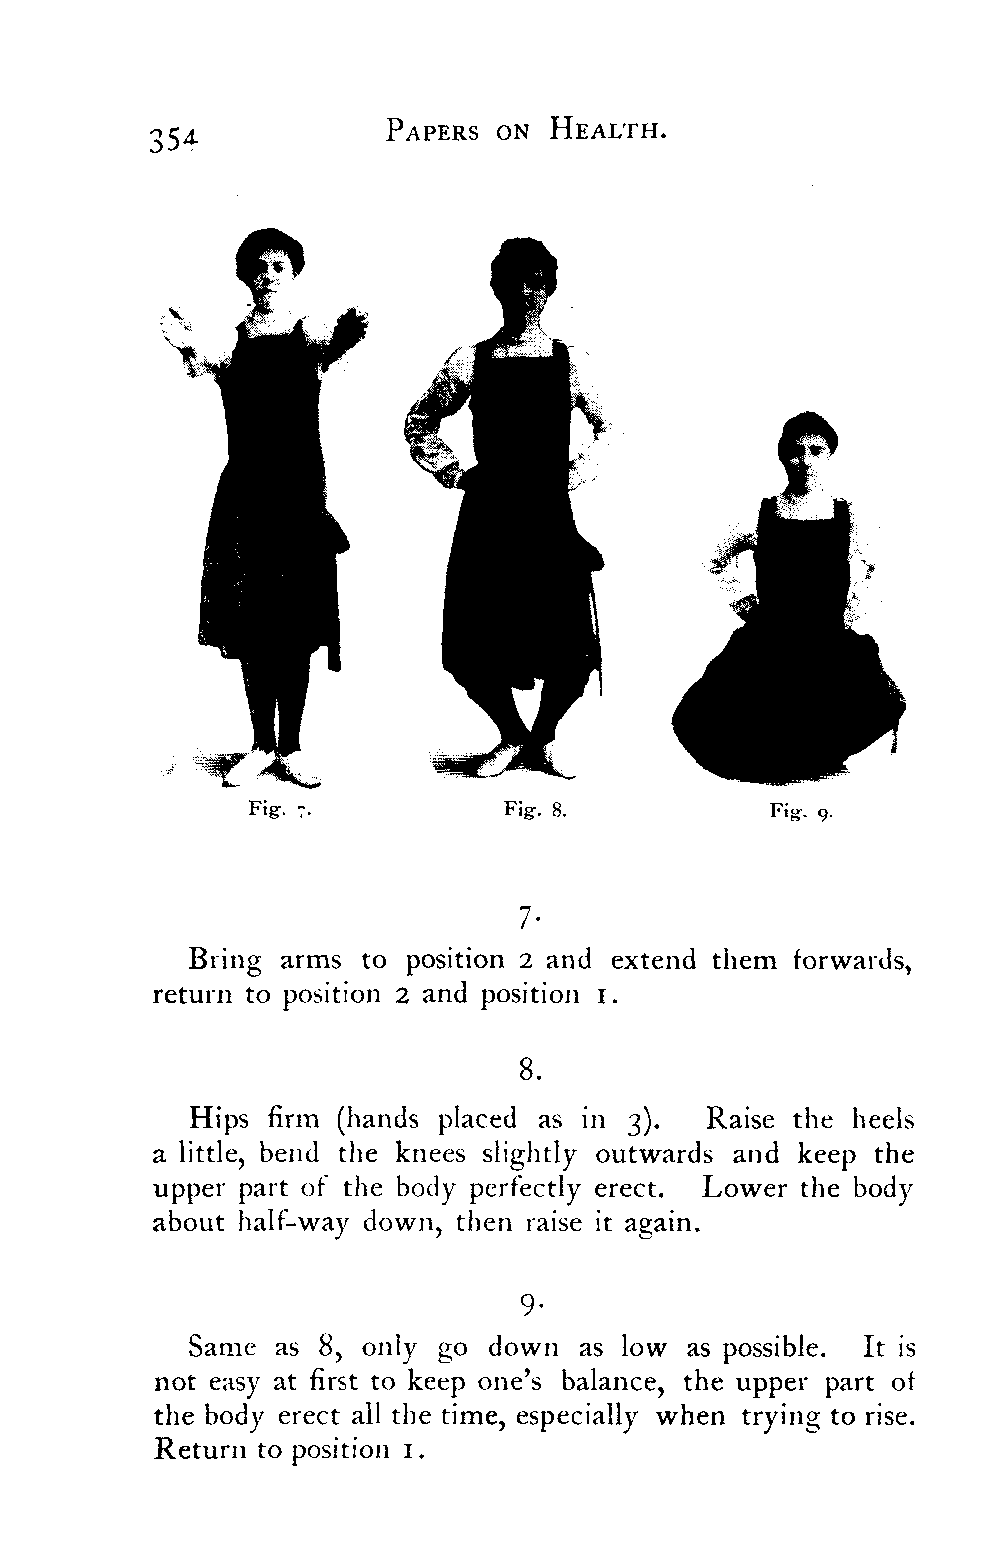 354
PAPERS ON HEALTH.
Fig. 7.
Fig. 8.
Fig. 9.
7.
Bring arms to position 2 and extend them forwards,
return to position 2 and position 1.
8.
Hips firm (hands placed as in 3). Raise the heels
a little, bend the knees slightly outwards and keep the
upper part of the body perfectly erect. Lower the body
about half-way down, then raise it again.
9.
Same as 8, only go down as low as possible. It is
not easy at first to keep one's balance, the upper part of
the body erect all the time, especially when trying to rise.
Return to position 1.